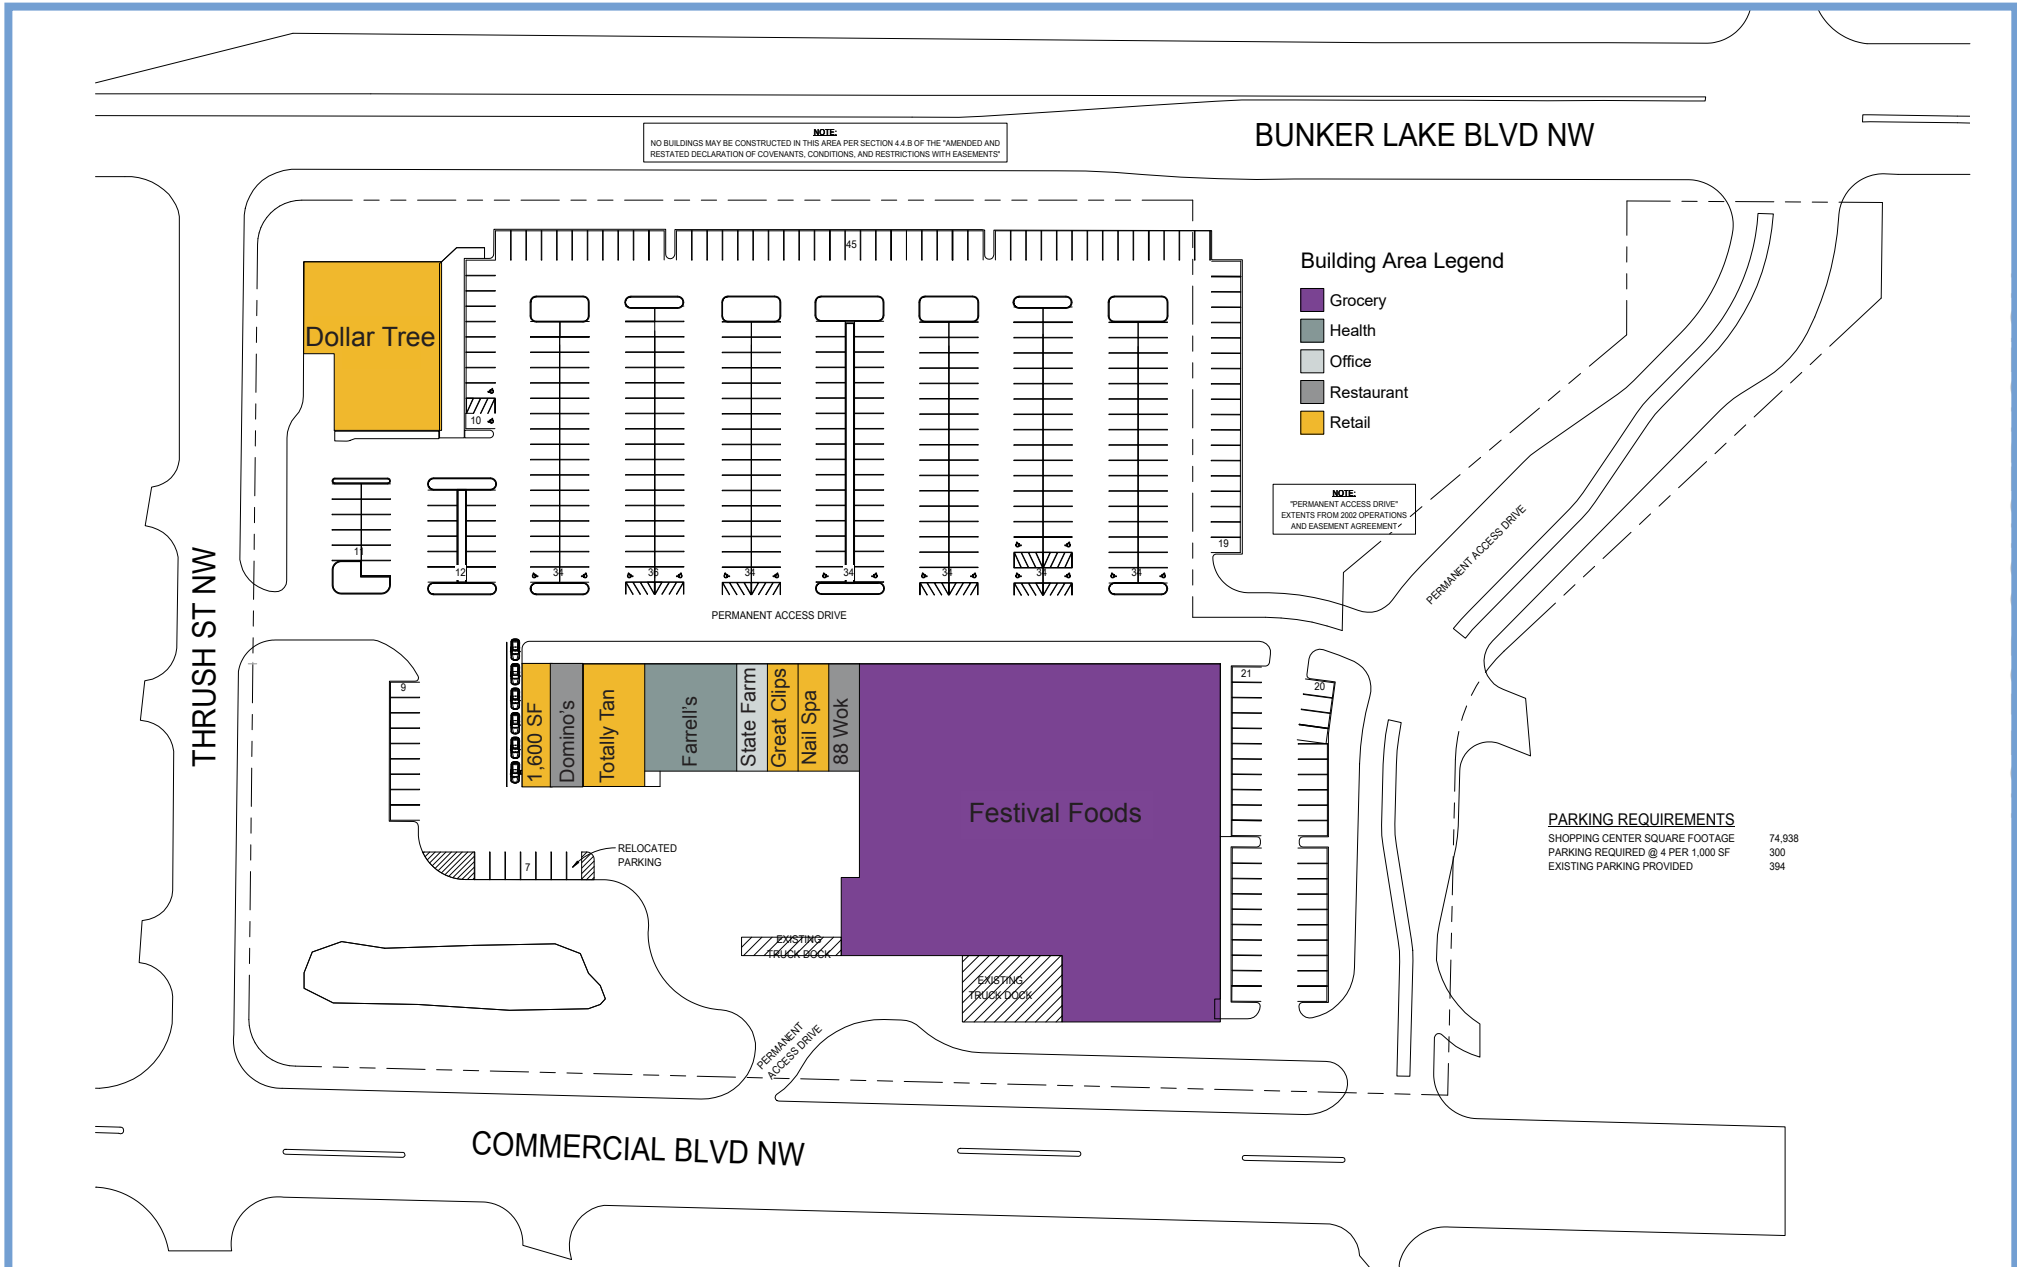 BUNKER LAKE BLVD NW
NOTE:
NO BUILDINGS MAY BE CONSTRUCTED IN THIS AREA PER SECTION 4.4.B OF THE "AMENDED AND
RESTATED DECLARATION OF COVENANTS, CONDITIONS, AND RESTRICTIONS WITH EASEMENTS"
45
Building Area Legend
Grocery
Health
Office
Restaurant
Retail
Dollar Tree
10
NOTE:
"PERMANENT ACCESS DRIVE"
EXTENTS FROM 2002 OPERATIONS
AND EASEMENT AGREEMENT
PERMANENT ACCESS DRIVE
19
11
12
34
36
34
34
34
34
34
PERMANENT ACCESS DRIVE
THRUSH ST NW
9
1,600 SF
Domino's
Totally Tan
Farrell's
State Farm
Great Clips
Nail Spa
88 Wok
Festival Foods
21
20
RELOCATED
PARKING
7
PARKING REQUIREMENTS
SHOPPING CENTER SQUARE FOOTAGE 74,938
PARKING REQUIRED @ 4 PER 1,000 SF 300
EXISTING PARKING PROVIDED 394
EXISTING
TRUCK DOCK
EXISTING
TRUCK DOCK
PERMANENT
ACCESS DRIVE
COMMERCIAL BLVD NW